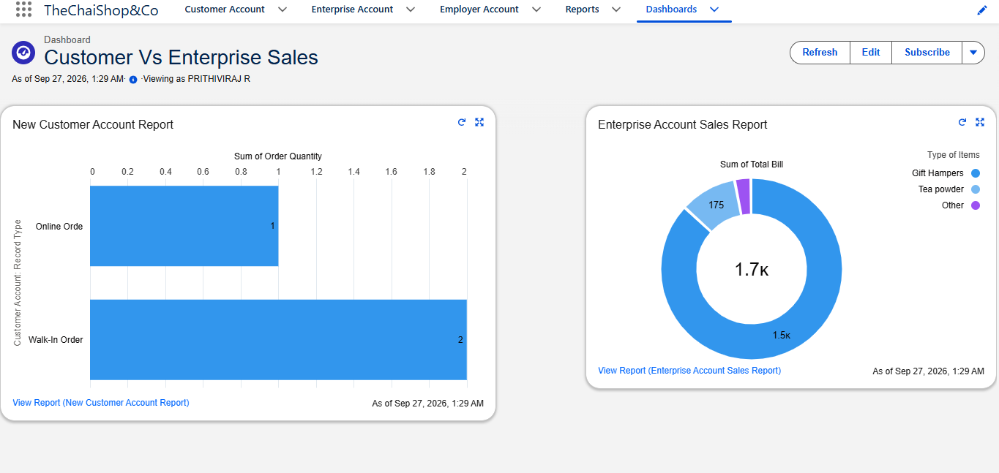 TheChaiShop&Co
Customer Account
Enterprise Account
Employer Account
Reports
Dashboards
Dashboard
Customer Vs Enterprise Sales
As of Sep 27, 2026, 1:29 AM· ·Viewing as PRITHIVIRAJ R
Refresh
Edit
Subscribe
New Customer Account Report
Sum of Order Quantity
0 0.2 0.4 0.6 0.8 1 1.2 1.4 1.6 1.8 2
Customer Account: Record Type
Online Orde
1
Walk-In Order
2
View Report (New Customer Account Report)
As of Sep 27, 2026, 1:29 AM
Enterprise Account Sales Report
Type of Items
Gift Hampers
Tea powder
Other
Sum of Total Bill
175
1.7ĸ
1.5ĸ
View Report (Enterprise Account Sales Report)
As of Sep 27, 2026, 1:29 AM